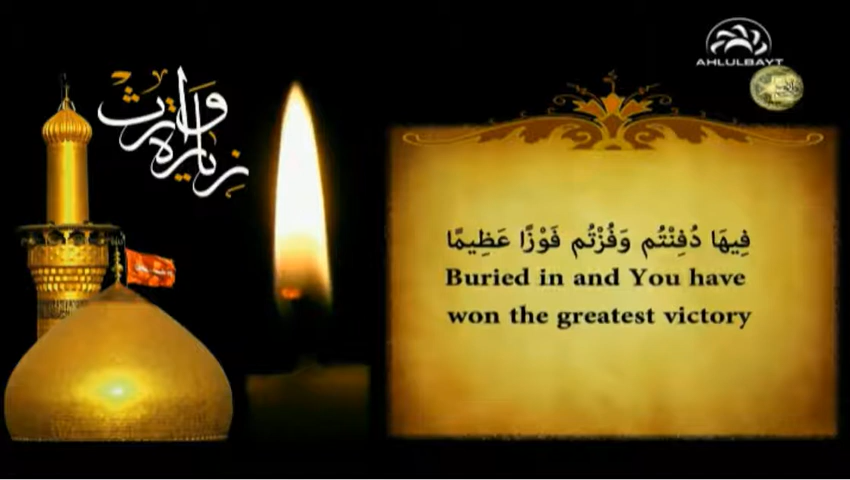 زيارة وارث
AHLULBAYT
فِيهَا دُفِنْتُم وَفُزْتُم فَوْزًا عَظِيمًا
Buried in and You have
won the greatest victory